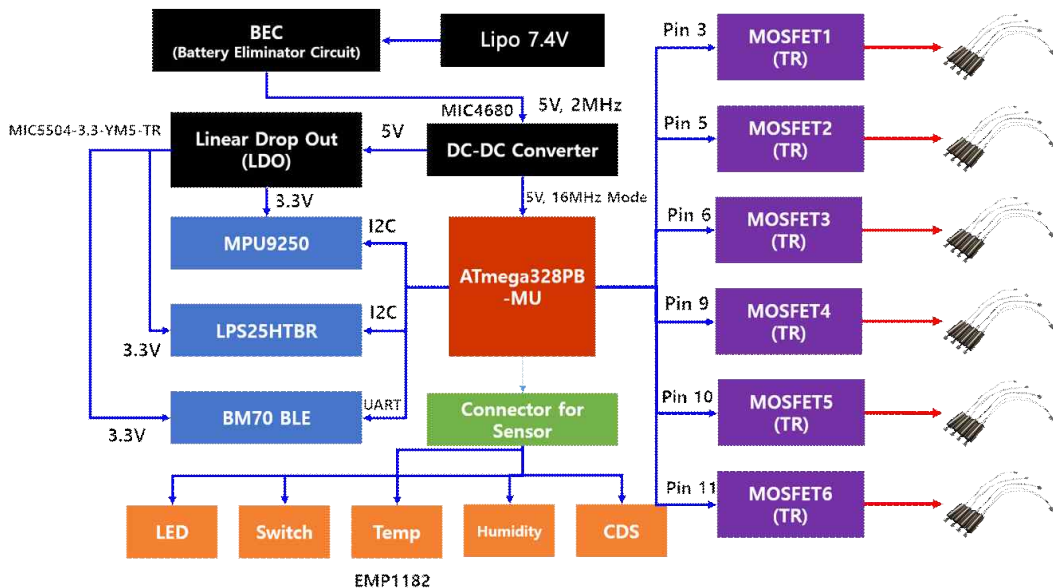 BEC
(Battery Eliminator Circuit)
Lipo 7.4V
MIC4680
5V, 2MHz
MIC5504-3.3-YM5-TR
Linear Drop Out
(LDO)
5V
DC-DC Converter
3.3V
5V, 16MHz Mode
MPU9250
I2C
ATmega328PB
-MU
LPS25HTBR
I2C
3.3V
BM70 BLE
UART
3.3V
Connector for
Sensor
LED
Switch
Temp
Humidity
CDS
EMP1182
Pin 3
MOSFET1
(TR)
Pin 5
MOSFET2
(TR)
Pin 6
MOSFET3
(TR)
Pin 9
MOSFET4
(TR)
Pin 10
MOSFET5
(TR)
Pin 11
MOSFET6
(TR)